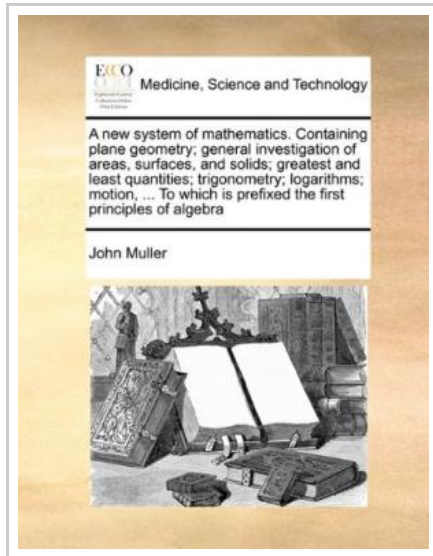 ECCO
Medicine, Science and Technology
A new system of mathematics. Containing
plane geometry; general investigation of
areas, surfaces, and solids; greatest and
least quantities; trigonometry; logarithms;
motion, ... To which is prefixed the first
principles of algebra
John Muller